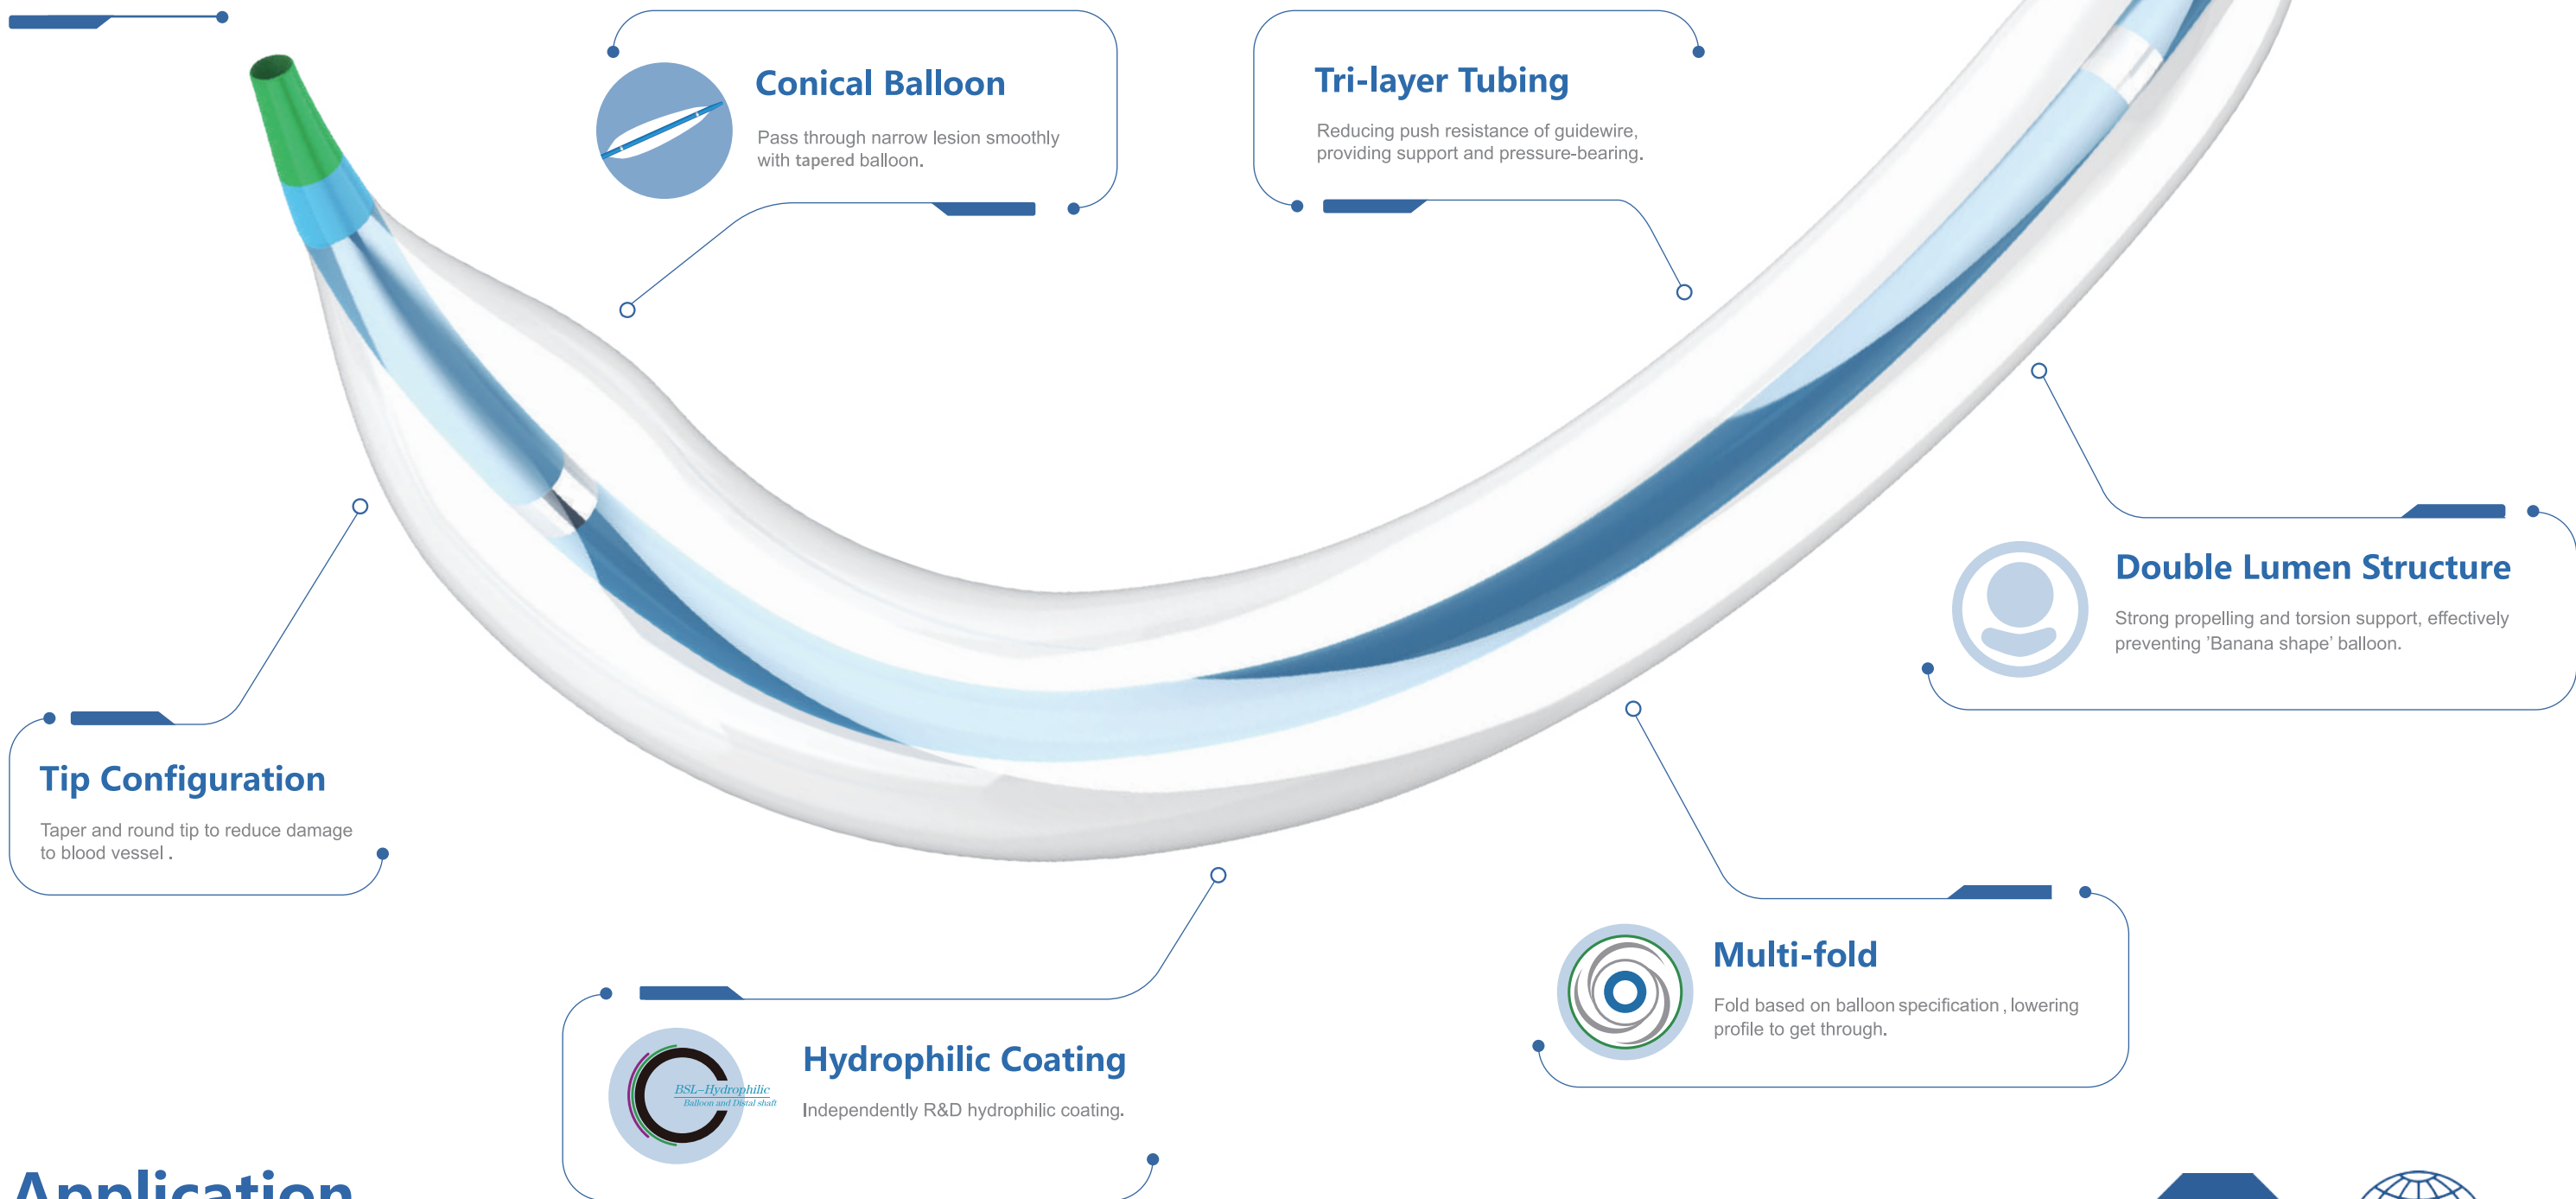 Conical Balloon
Pass through narrow lesion smoothly
with tapered balloon.
Tri-layer Tubing
Reducing push resistance of guidewire,
providing support and pressure-bearing.
Double Lumen Structure
Strong propelling and torsion support, effectively
preventing 'Banana shape' balloon.
Tip Configuration
Taper and round tip to reduce damage
to blood vessel .
Multi-fold
Fold based on balloon specification , lowering
profile to get through.
Hydrophilic Coating
BSL-Hydrophilic
Balloon and Distal shaft
Independently R&D hydrophilic coating.
Application